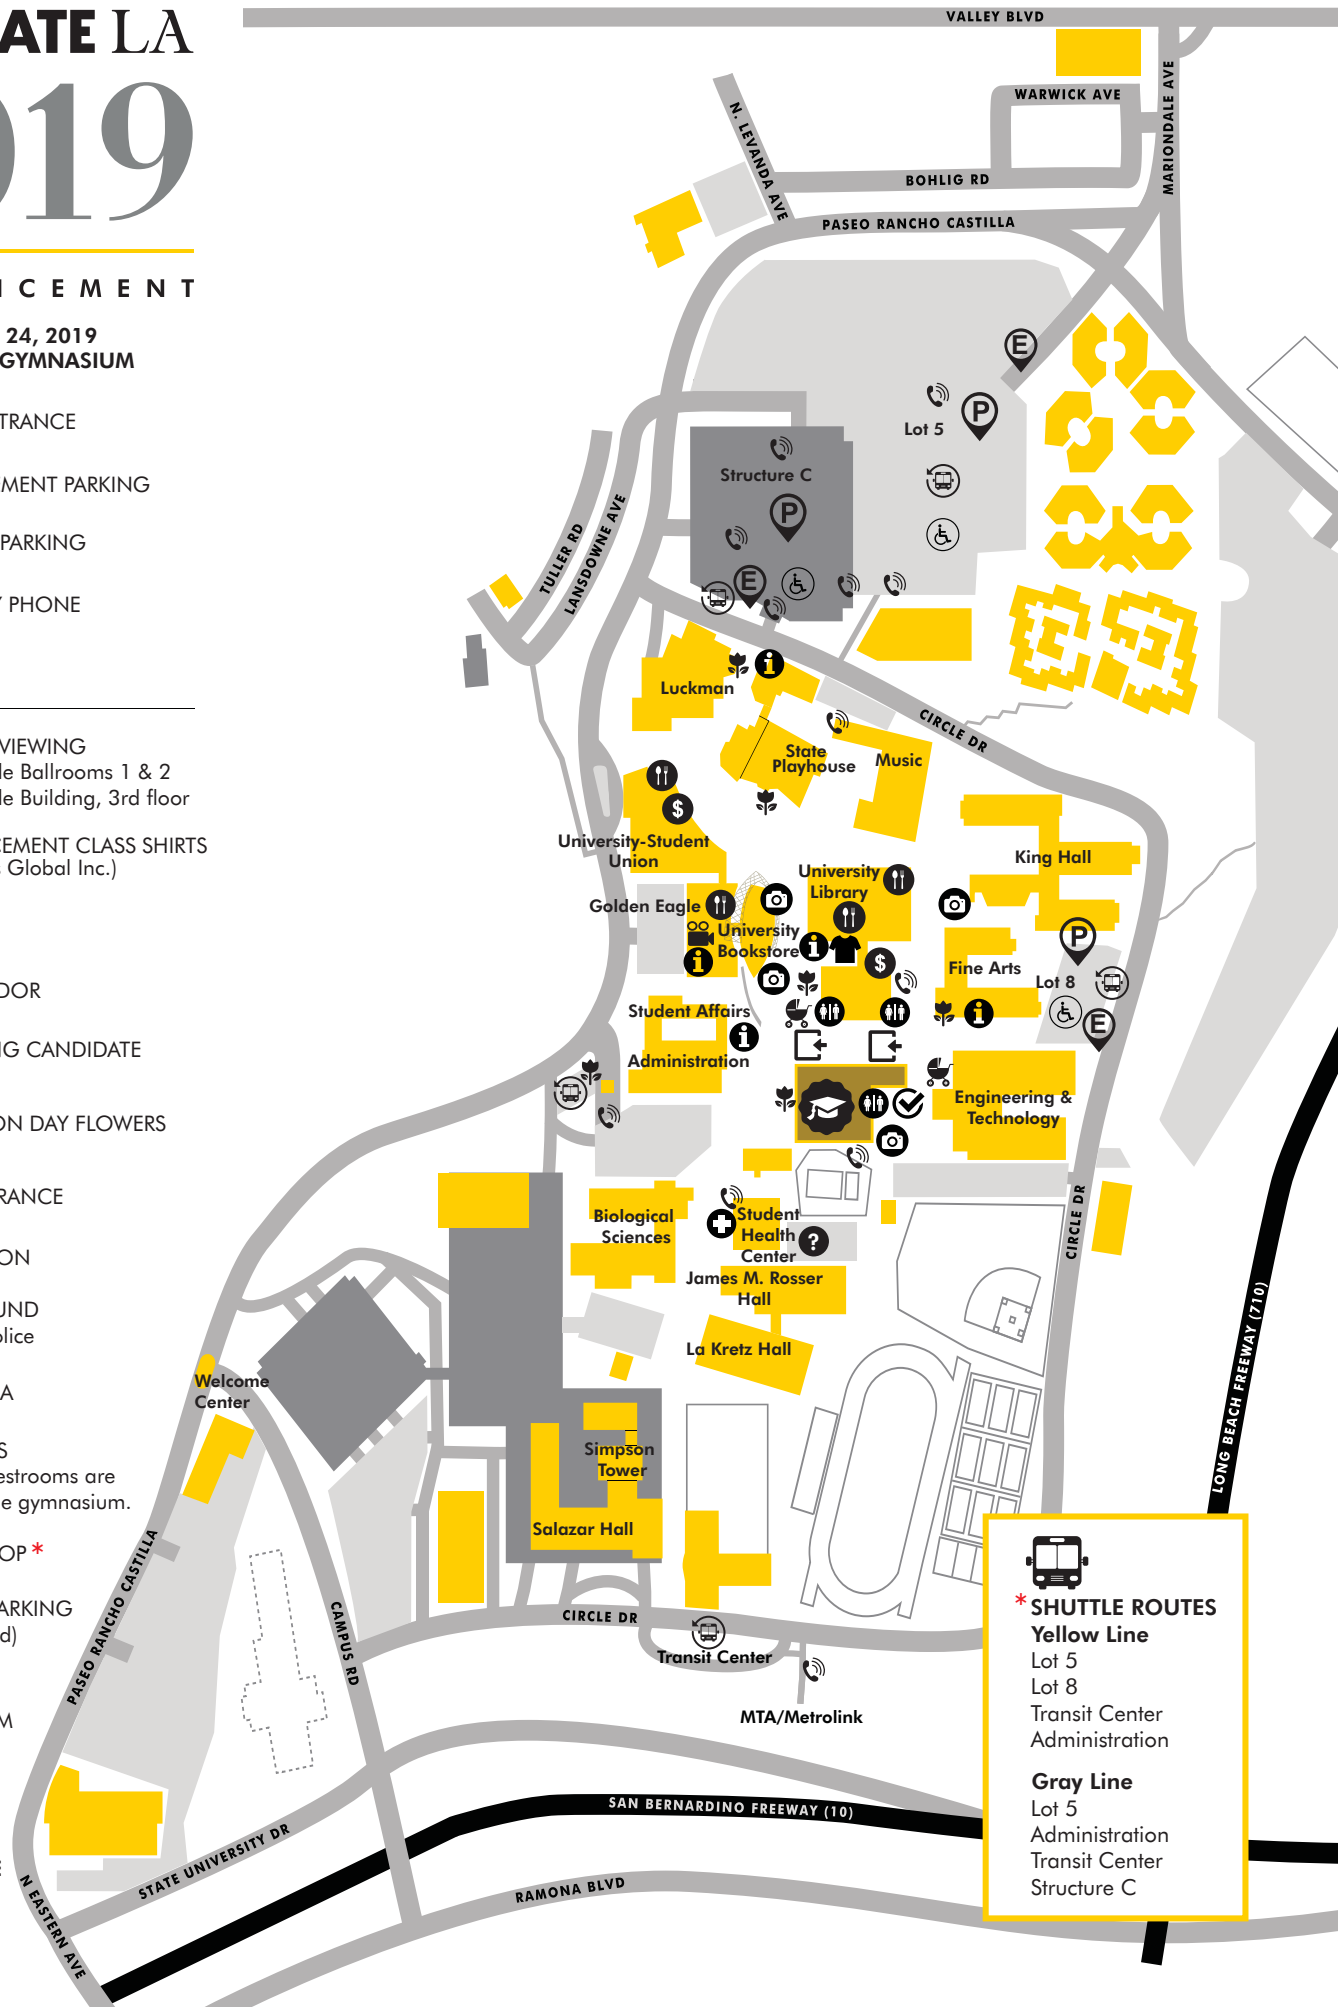 ATE LA
019
NCEMENT
24, 2019
GYMNASIUM
TRANCE
MENT PARKING
PARKING
Y PHONE
VIEWING
le Ballrooms 1 & 2
le Building, 3rd floor
CEMENT CLASS SHIRTS
s Global Inc.)
DOR
NG CANDIDATE
ON DAY FLOWERS
RANCE
ON
UND
olice
A
S
estrooms are
e gymnasium.
OP *
ARKING
d)
M
VALLEY BLVD
WARWICK AVE
MARIONDALE AVE
N. LEVANDA AVE
BOHLIG RD
PASEO RANCHO CASTILLA
E
P
Lot 5
Structure C
P
E
TULLER RD
LANSDOWNE AVE
Luckman
i
CIRCLE DR
State
Playhouse
Music
$
University-Student
Union
King Hall
University
Library
Golden Eagle
University
Bookstore
i
i
$
P
Fine Arts
Lot 8
E
i
Student Affairs
i
Administration
Engineering &
Technology
Biological
Sciences
Student
Health
Center
?
CIRCLE DR
James M. Rosser
Hall
La Kretz Hall
LONG BEACH FREEWAY (710)
Welcome
Center
Simpson
Tower
Salazar Hall
PASEO RANCHO CASTILLA
CAMPUS RD
CIRCLE DR
Transit Center
MTA/Metrolink
SAN BERNARDINO FREEWAY (10)
STATE UNIVERSITY DR
RAMONA BLVD
N EASTERN AVE
* SHUTTLE ROUTES
Yellow Line
Lot 5
Lot 8
Transit Center
Administration
Gray Line
Lot 5
Administration
Transit Center
Structure C